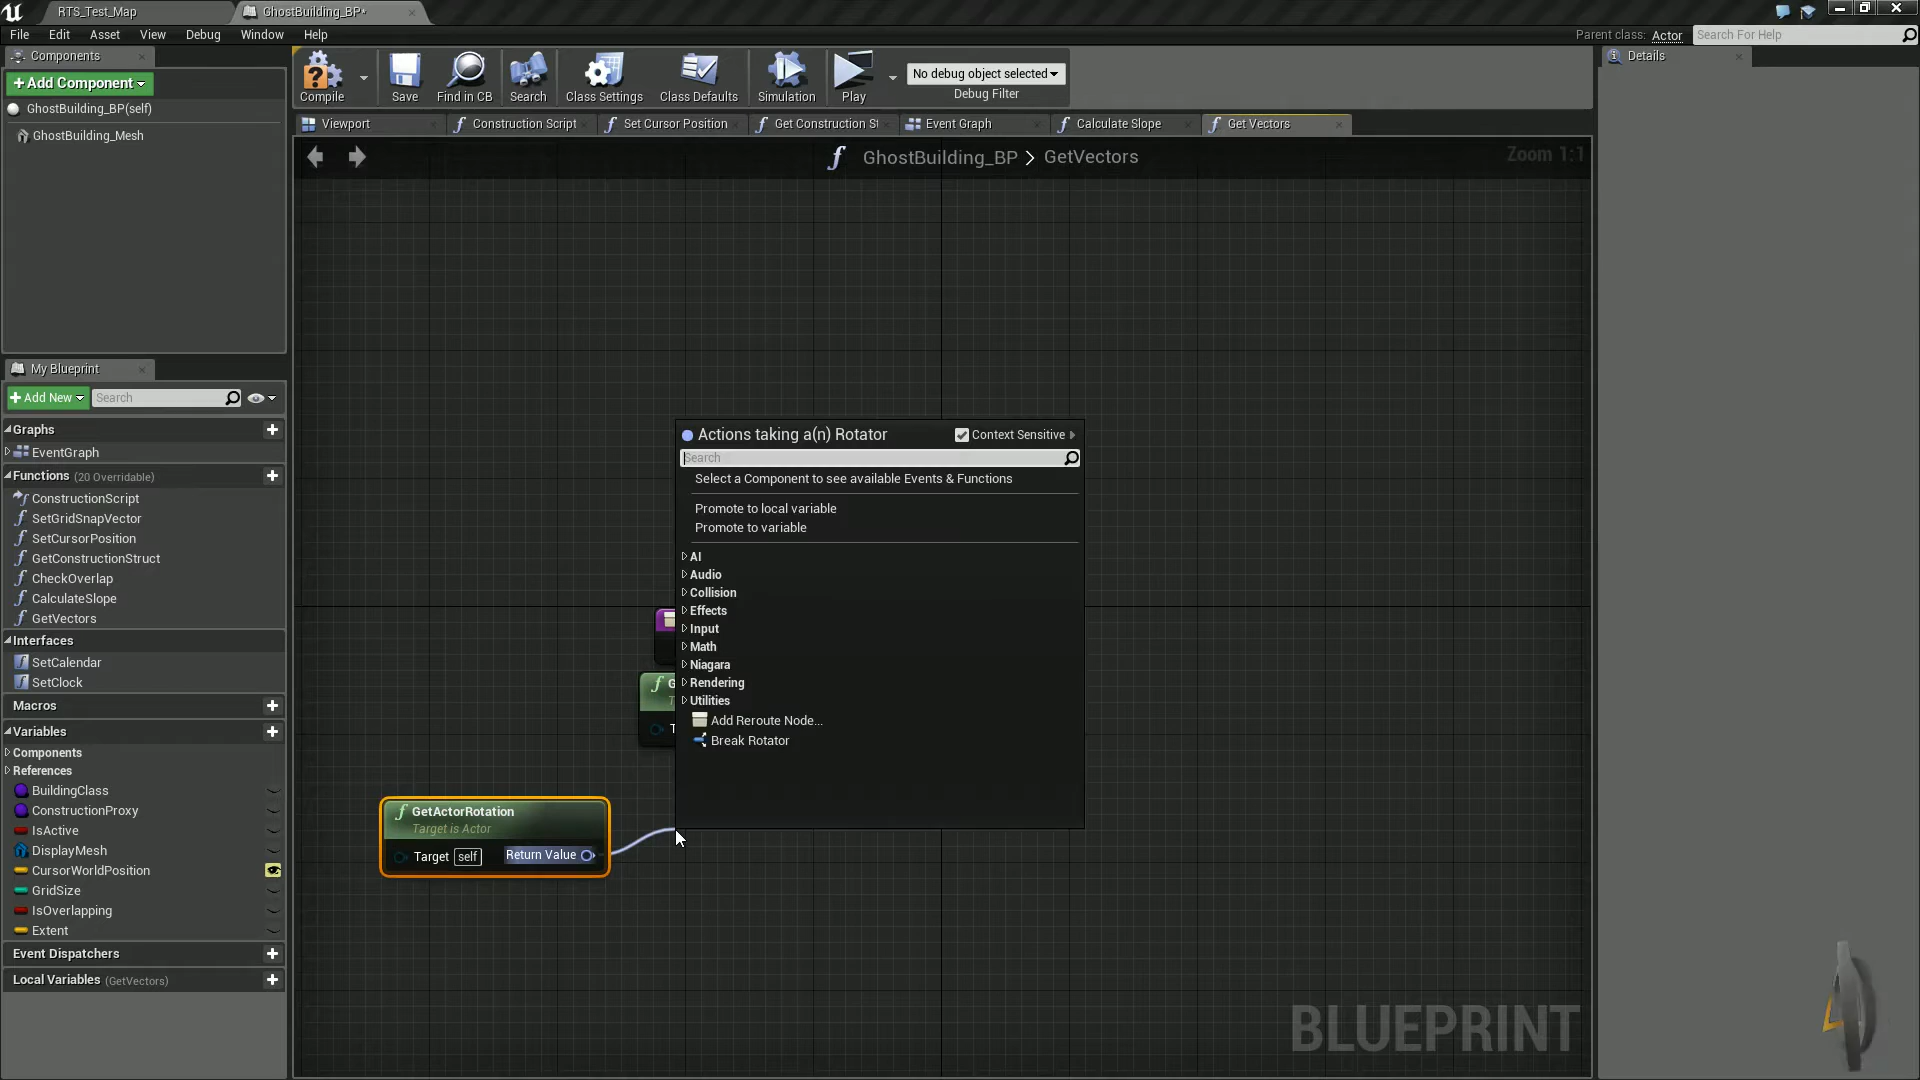 RTS_Test_Map
GhostBuilding_BP*
File Edit Asset View Debug Window Help
Parent class: Actor
Search For Help
Components
+Add Component
GhostBuilding_BP(self)
GhostBuilding_Mesh
My Blueprint
+Add New
Search
Graphs
EventGraph
Functions (20 Overridable)
ConstructionScript
SetGridSnapVector
SetCursorPosition
GetConstructionStruct
CheckOverlap
CalculateSlope
GetVectors
Interfaces
SetCalendar
SetClock
Macros
Variables
Components
References
BuildingClass
ConstructionProxy
IsActive
DisplayMesh
CursorWorldPosition
GridSize
IsOverlapping
Extent
Event Dispatchers
Local Variables (GetVectors)
Compile
Save
Find in CB
Search
Class Settings
Class Defaults
Simulation
Play
No debug object selected
Debug Filter
Viewport
Construction Script
Set Cursor Position
Get Construction St
Event Graph
Calculate Slope
Get Vectors
GhostBuilding_BP > GetVectors
Zoom 1:1
Actions taking a(n) Rotator
Context Sensitive
Search
Select a Component to see available Events & Functions
Promote to local variable
Promote to variable
AI
Audio
Collision
Effects
Input
Math
Niagara
Rendering
Utilities
Add Reroute Node...
Break Rotator
GetActorRotation
Target is Actor
Target self
Return Value
BLUEPRINT
Details